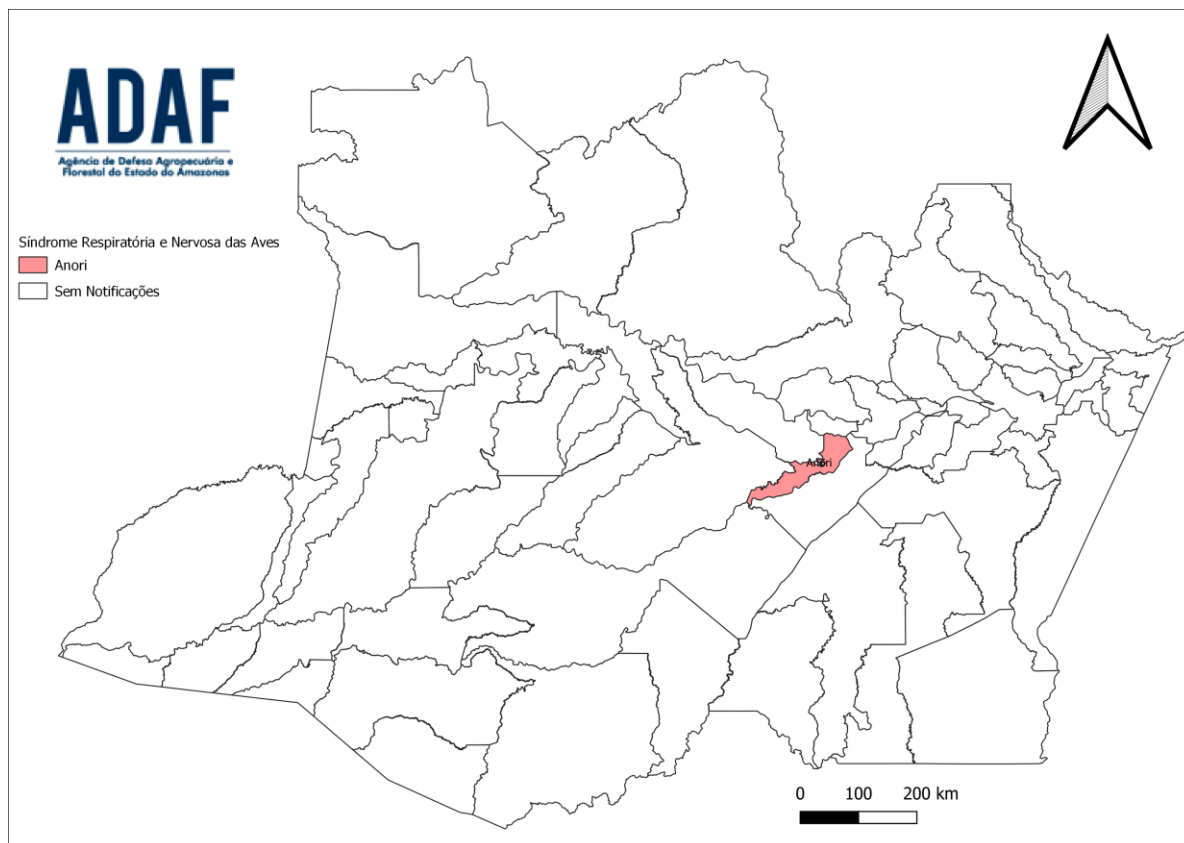 ADAF
Agência de Defesa Agropecuária e
Florestal do Estado do Amazonas
Síndrome Respiratória e Nervosa das Aves
Anori
Sem Notificações
Anori
0 100 200 km